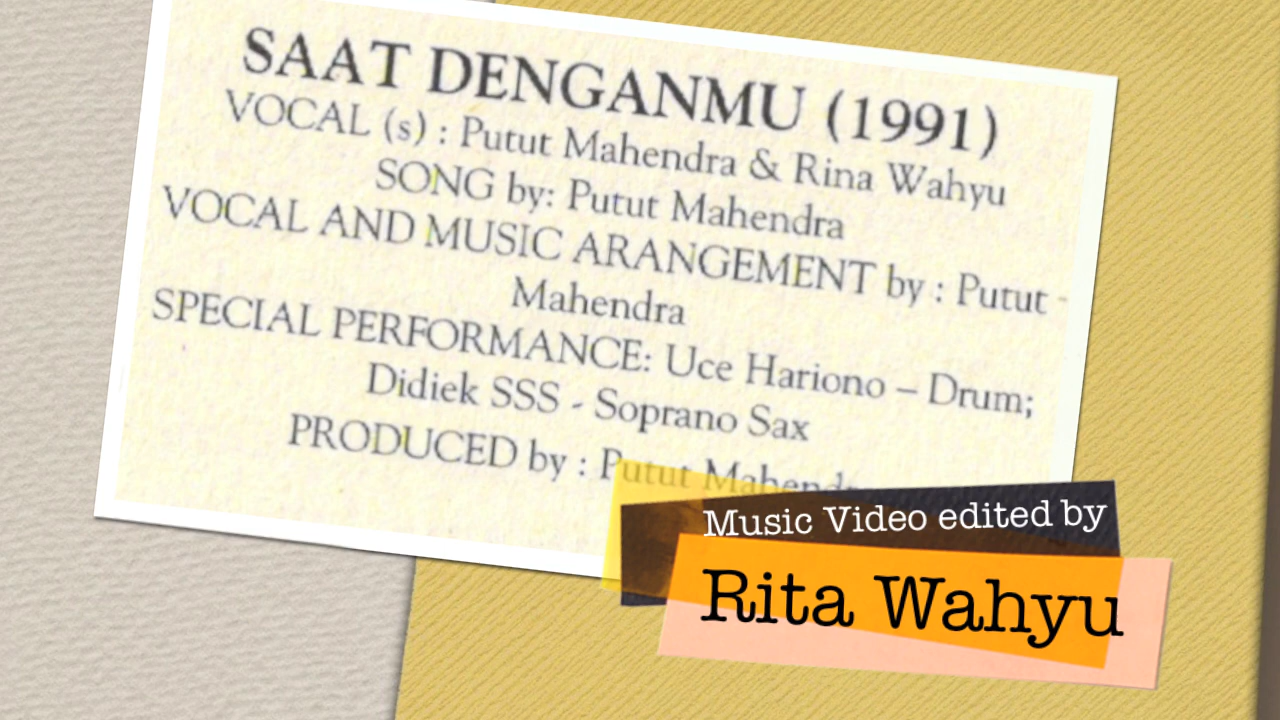 SAAT DENGANMU (1991)
VOCAL (s) : Putut Mahendra & Rina Wahyu
SONG by: Putut Mahendra
VOCAL AND MUSIC ARANGEMENT by : Putut -
Mahendra
SPECIAL PERFORMANCE: Uce Hariono – Drum;
Didiek SSS - Soprano Sax
PRODUCED by : Putut Mahendra
Music Video edited by
Rita Wahyu